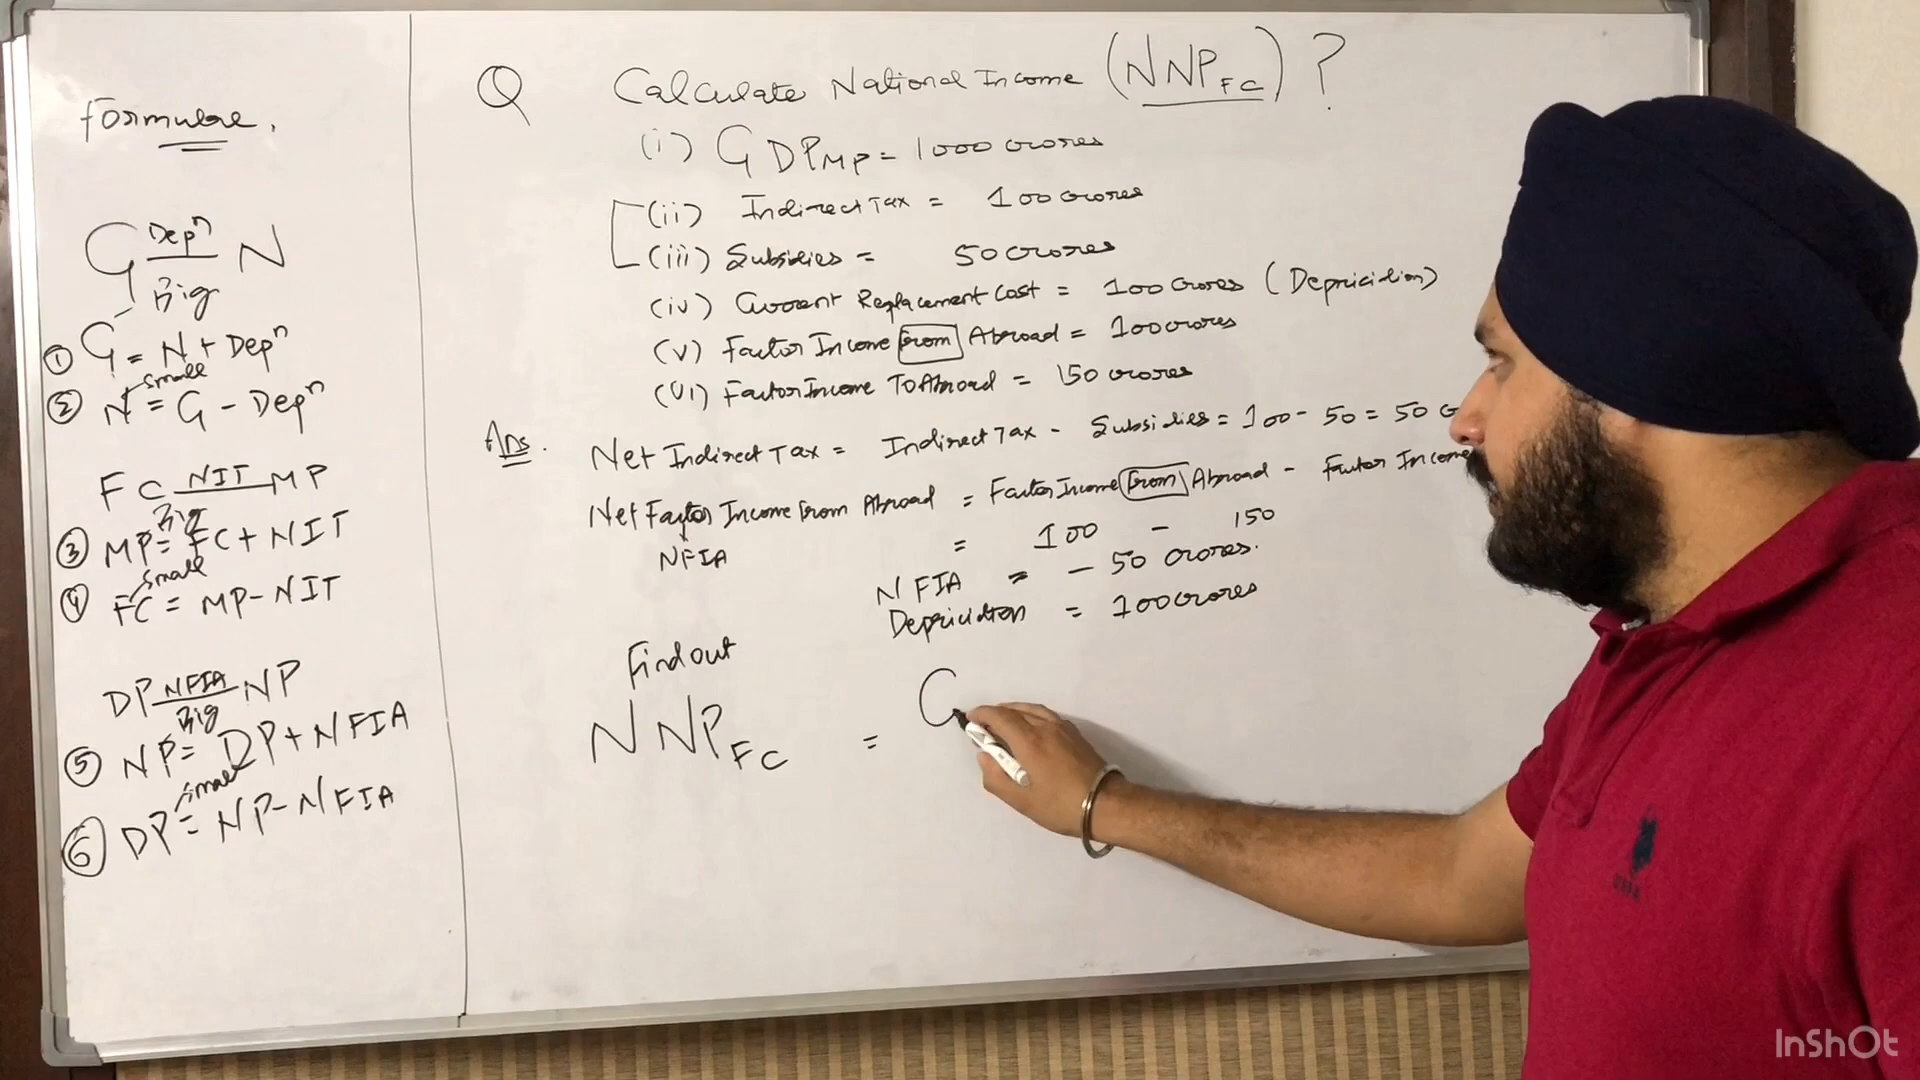 Formulae.
G Depn N
Big
① G = N + Depn
small
② N = G - Depn
FC NIT MP
Big
③ MP = FC + NIT
small
④ FC = MP - NIT
DP NFIA NP
Big
⑤ NP = DP + NFIA
small
⑥ DP = NP - NFIA
Q Calculate National Income (NNP FC) ?
(i) GDP MP = 1000 crores
(ii) Indirect Tax = 100 crores
(iii) Subsidies = 50 crores
(iv) Current Replacement Cost = 100 crores (Depriciation)
(v) Factor Income from Abroad = 100 crores
(vi) Factor Income To Abroad = 150 crores
Ans. Net Indirect Tax = Indirect Tax - Subsidies = 100 - 50 = 50 C
Net Factor Income from Abroad = Factor Income from Abroad - Factor Income
NFIA = 100 - 150
NFIA = - 50 crores.
Depriciation = 100 crores
Find out
NNP FC = G
InShOt